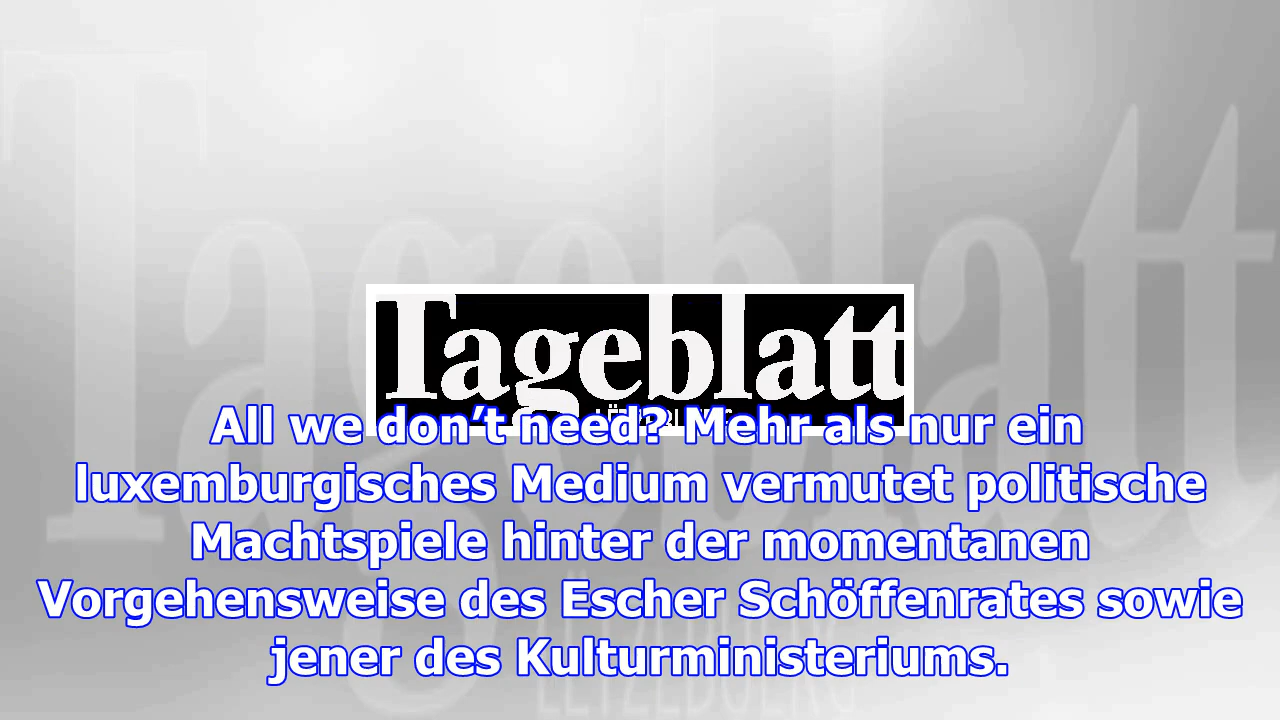 Tageblatt
All we don’t need? Mehr als nur ein
luxemburgisches Medium vermutet politische
Machtspiele hinter der momentanen
Vorgehensweise des Escher Schöffenrates sowie
jener des Kulturministeriums.
Tageblatt